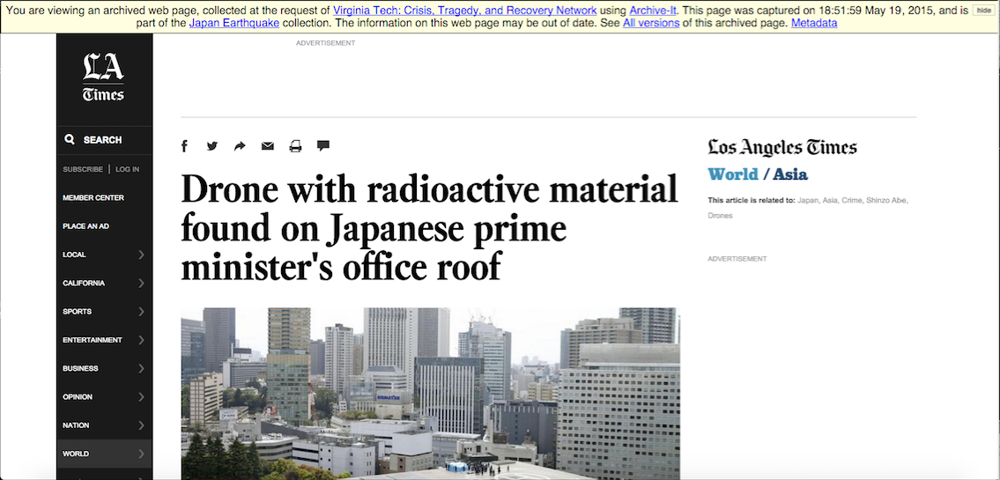 You are viewing an archived web page, collected at the request of Virginia Tech: Crisis, Tragedy, and Recovery Network using Archive-It. This page was captured on 18:51:59 May 19, 2015, and is
part of the Japan Earthquake collection. The information on this web page may be out of date. See All versions of this archived page. Metadata
hide
ADVERTISEMENT
LA
Times
SEARCH
SUBSCRIBE | LOG IN
MEMBER CENTER
PLACE AN AD
LOCAL
CALIFORNIA
SPORTS
ENTERTAINMENT
BUSINESS
OPINION
NATION
WORLD
Drone with radioactive material
found on Japanese prime
minister's office roof
KOMATSU
Los Angeles Times
World / Asia
This article is related to: Japan, Asia, Crime, Shinzo Abe,
Drones
ADVERTISEMENT